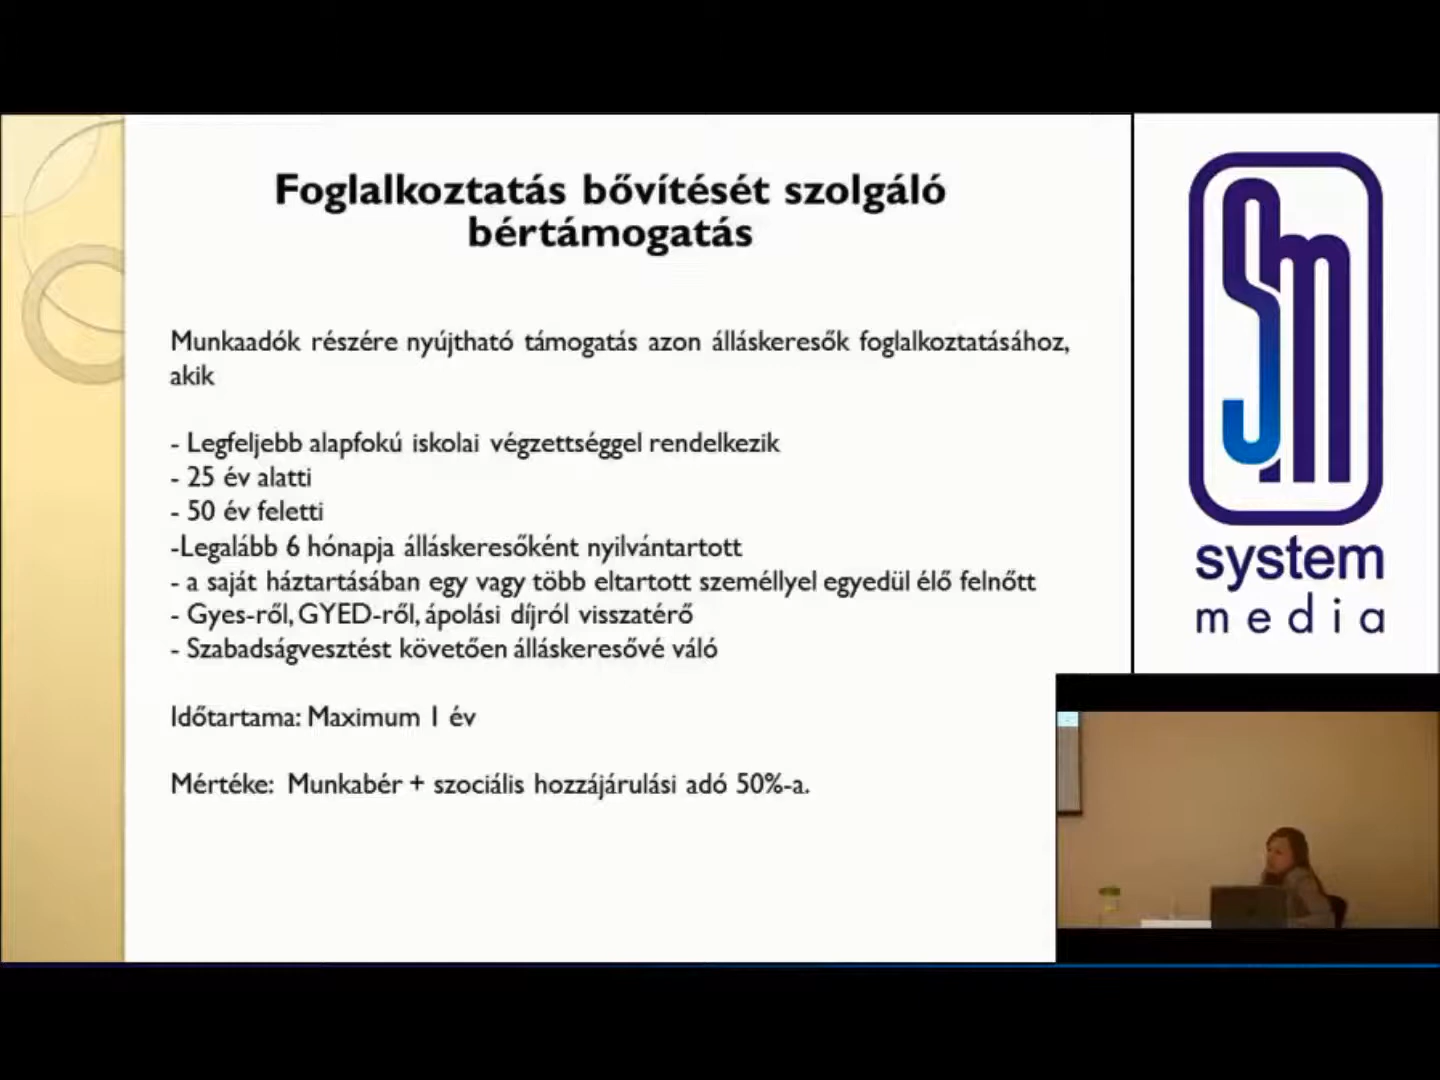 Foglalkoztatás bővítését szolgáló
bértámogatás
Munkaadók részére nyújtható támogatás azon álláskeresők foglalkoztatásához,
akik
- Legfeljebb alapfokú iskolai végzettséggel rendelkezik
- 25 év alatti
- 50 év feletti
-Legalább 6 hónapja álláskeresőként nyilvántartott
- a saját háztartásában egy vagy több eltartott személlyel egyedül élő felnőtt
- Gyes-ről, GYED-ről, ápolási díjról visszatérő
- Szabadságvesztést követően álláskeresővé váló
Időtartama: Maximum 1 év
Mértéke: Munkabér + szociális hozzájárulási adó 50%-a.
Sm
system
media